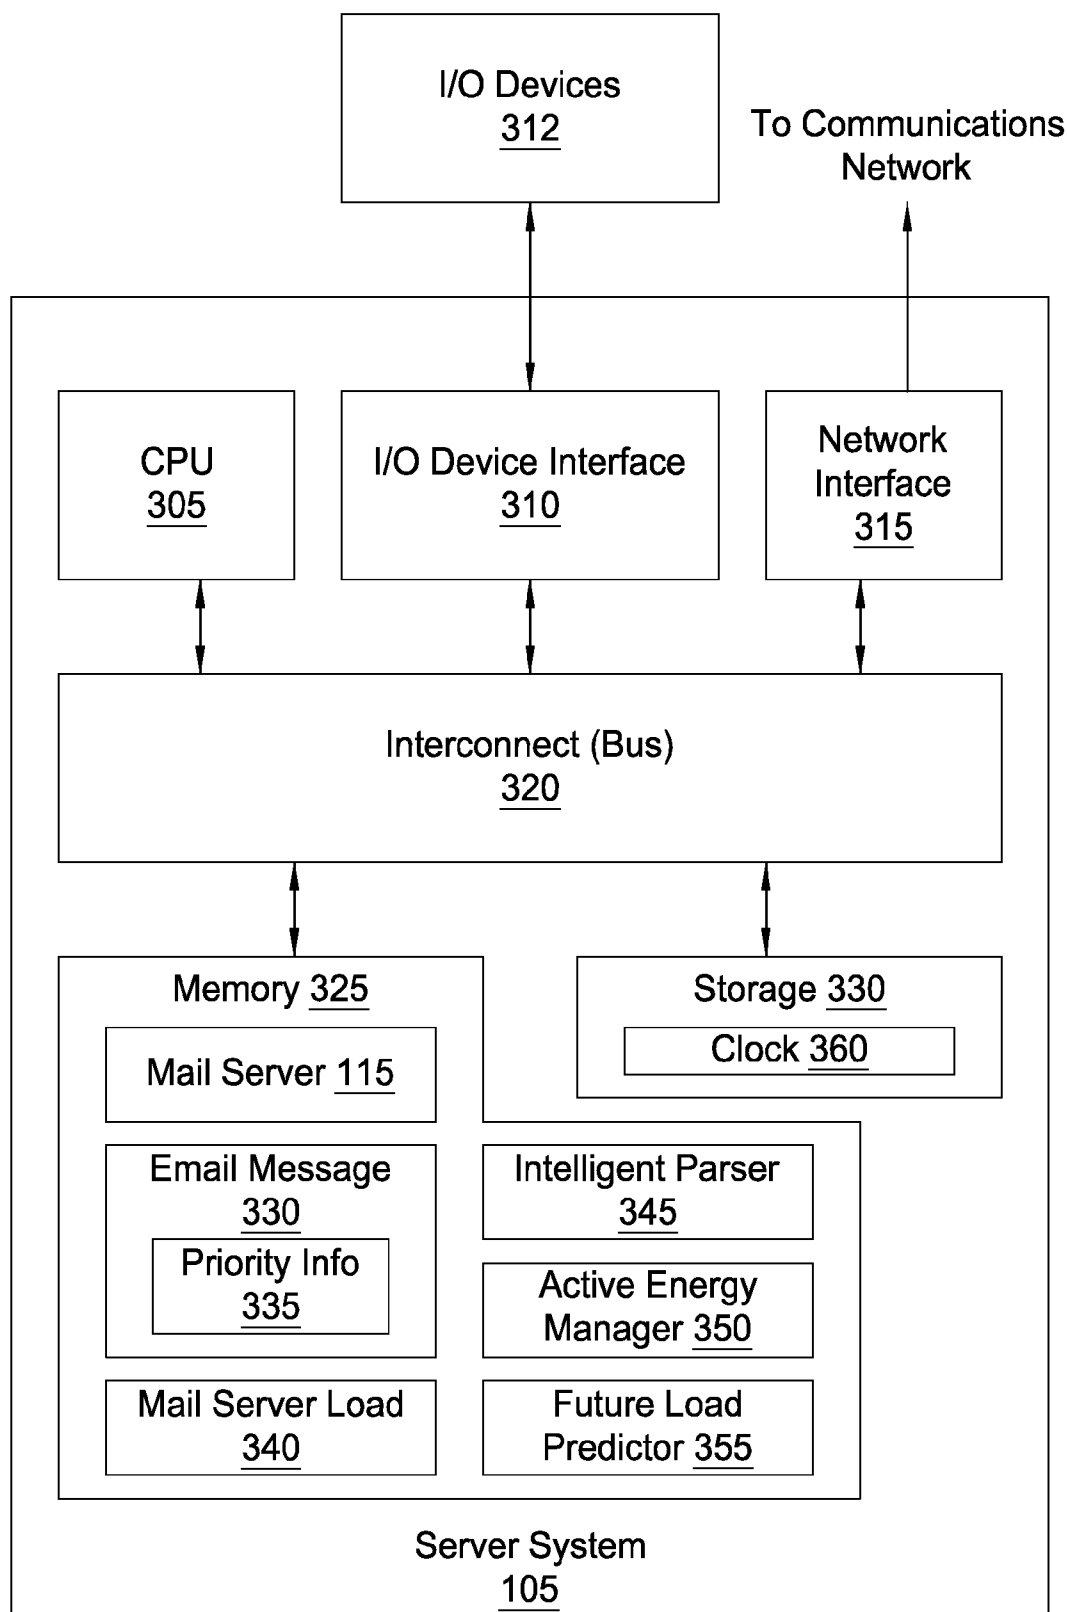 I/O Devices
312
To Communications
Network
CPU
305
I/O Device Interface
310
Network
Interface
315
Interconnect (Bus)
320
Memory 325
Mail Server 115
Email Message
330
Priority Info
335
Mail Server Load
340
Storage 330
Clock 360
Intelligent Parser
345
Active Energy
Manager 350
Future Load
Predictor 355
Server System
105